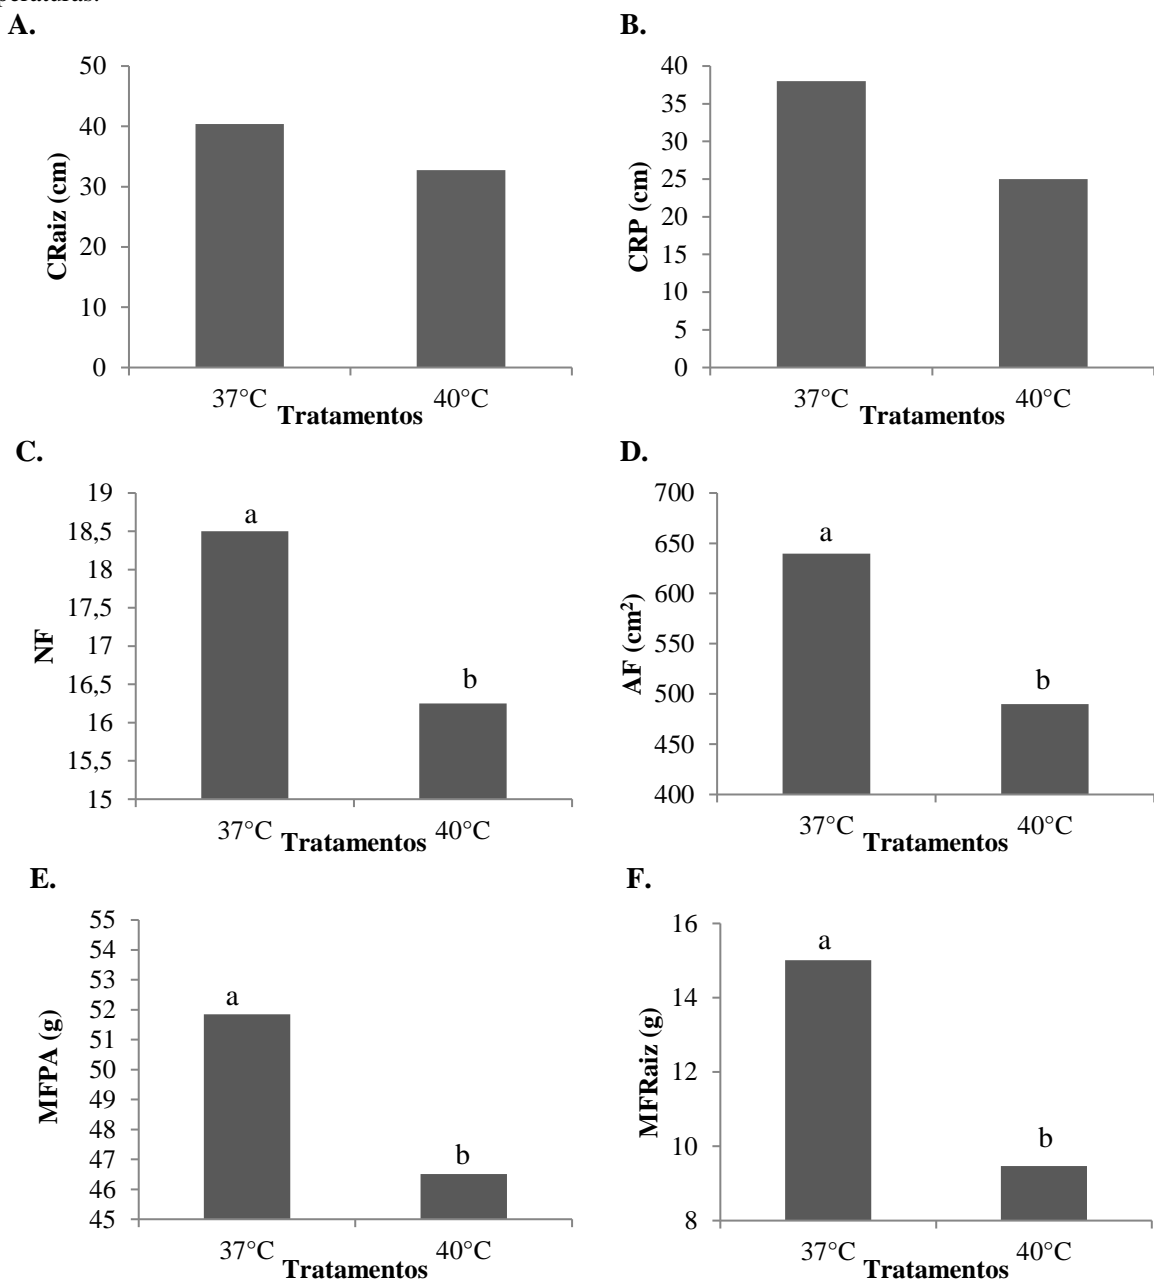 peraturas.
A.
50
40
30
20
10
0
CRaiz (cm)
37°C
40°C
Tratamentos
B.
40
35
30
25
20
15
10
5
0
CRP (cm)
37°C
40°C
Tratamentos
C.
19
18,5
18
17,5
17
16,5
16
15,5
15
NF
a
b
37°C
40°C
Tratamentos
D.
700
650
600
550
500
450
400
AF (cm²)
a
b
37°C
40°C
Tratamentos
E.
55
54
53
52
51
50
49
48
47
46
45
MFPA (g)
a
b
37°C
40°C
Tratamentos
F.
16
14
12
10
8
MFRaiz (g)
a
b
37°C
40°C
Tratamentos